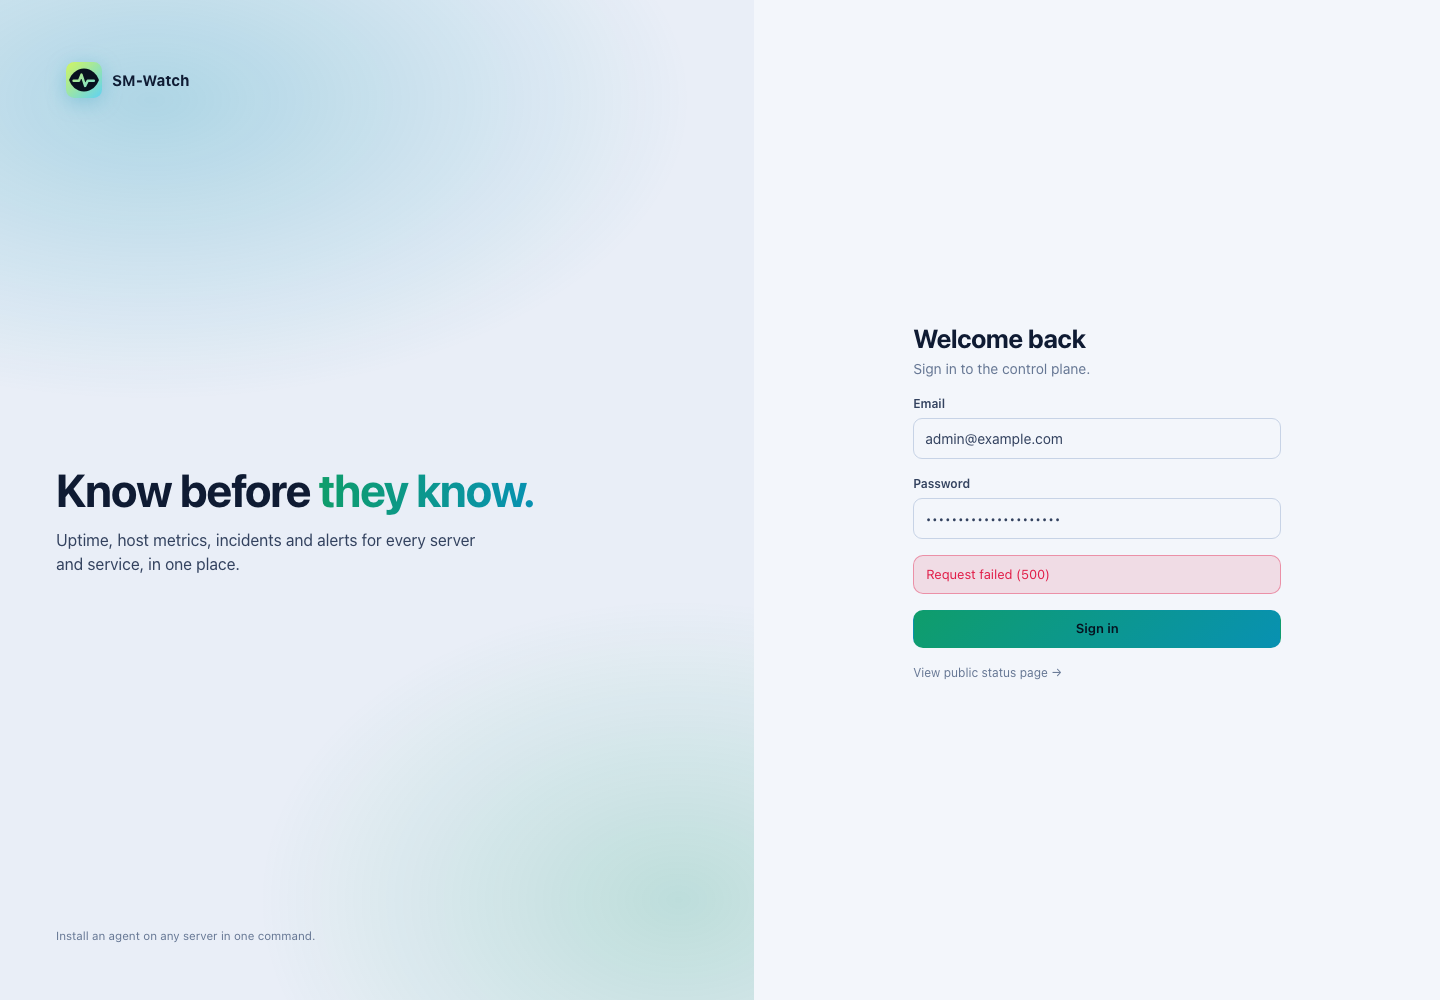 SM-Watch
Know before they know.
Uptime, host metrics, incidents and alerts for every server
and service, in one place.
Install an agent on any server in one command.
Welcome back
Sign in to the control plane.
Email
admin@example.com
Password
•••••••••••••••••••••
Request failed (500)
Sign in
View public status page →